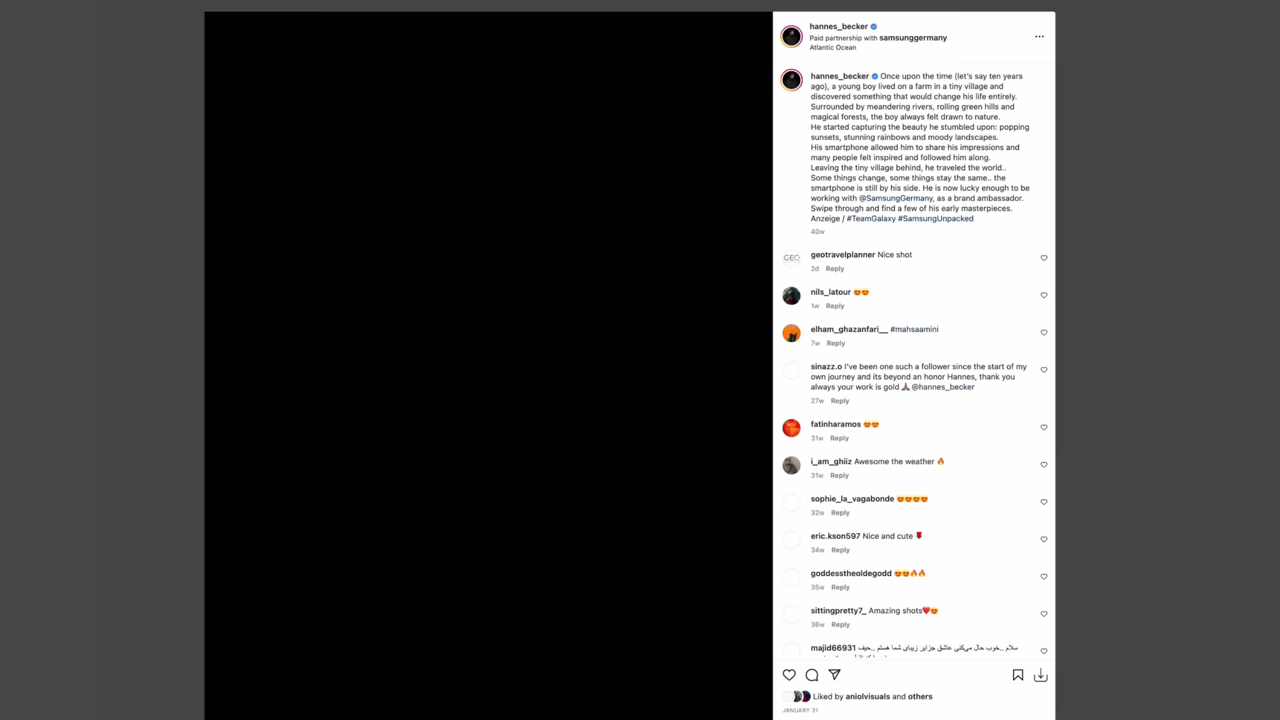 hannes_becker
Paid partnership with samsunggermany
Atlantic Ocean
hannes_becker Once upon the time (let's say ten years
ago), a young boy lived on a farm in a tiny village and
discovered something that would change his life entirely.
Surrounded by meandering rivers, rolling green hills and
magical forests, the boy always felt drawn to nature.
He started capturing the beauty he stumbled upon: popping
sunsets, stunning rainbows and moody landscapes.
His smartphone allowed him to share his impressions and
many people felt inspired and followed him along.
Leaving the tiny village behind, he traveled the world..
Some things change, some things stay the same.. the
smartphone is still by his side. He is now lucky enough to be
working with @SamsungGermany, as a brand ambassador.
Swipe through and find a few of his early masterpieces.
Anzeige / #TeamGalaxy #SamsungUnpacked
40w
GEO
geotravelplanner Nice shot
2d Reply
nils_latour 😍😍
1w Reply
elham_ghazanfari__ #mahsaamini
7w Reply
sinazz.o I've been one such a follower since the start of my
own journey and its beyond an honor Hannes, thank you
always your work is gold 🙏🏽 @hannes_becker
27w Reply
fatinharamos 😍😍
31w Reply
i_am_ghiiz Awesome the weather 🔥
31w Reply
sophie_la_vagabonde 😍😍😍😍
32w Reply
eric.kson597 Nice and cute 🌹
34w Reply
goddesstheoldegodd 😍😍🔥🔥
35w Reply
sittingpretty7_ Amazing shots❤️😍
36w Reply
majid66931 سلام ..خوب حال می‌کنی عاشق جزایر زیبای شما هستم ..حیف
Liked by aniolvisuals and others
JANUARY 31